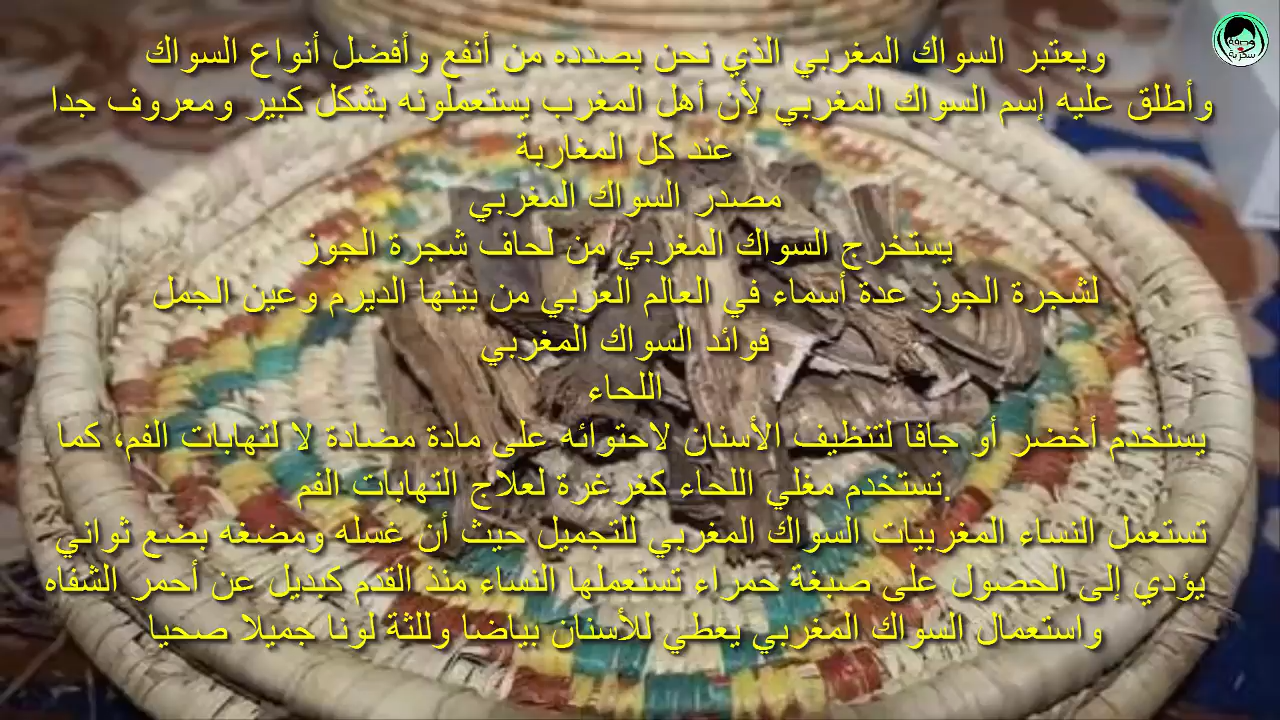 ويعتبر السواك المغربي الذي نحن بصدده من أنفع وأفضل أنواع السواك
وأطلق عليه إسم السواك المغربي لأن أهل المغرب يستعملونه بشكل كبير ومعروف جدا
عند كل المغاربة
مصدر السواك المغربي
يستخرج السواك المغربي من لحاف شجرة الجوز
لشجرة الجوز عدة أسماء في العالم العربي من بينها الديرم وعين الجمل
فوائد السواك المغربي
اللحاء
يستخدم أخضر أو جافا لتنظيف الأسنان لاحتوائه على مادة مضادة لا لتهابات الفم، كما
تستخدم مغلي اللحاء كغرغرة لعلاج التهابات الفم.
تستعمل النساء المغربيات السواك المغربي للتجميل حيث أن غسله ومضغه بضع ثواني
يؤدي إلى الحصول على صبغة حمراء تستعملها النساء منذ القدم كبديل عن أحمر الشفاه
واستعمال السواك المغربي يعطي للأسنان بياضا وللثة لونا جميلا صحيا